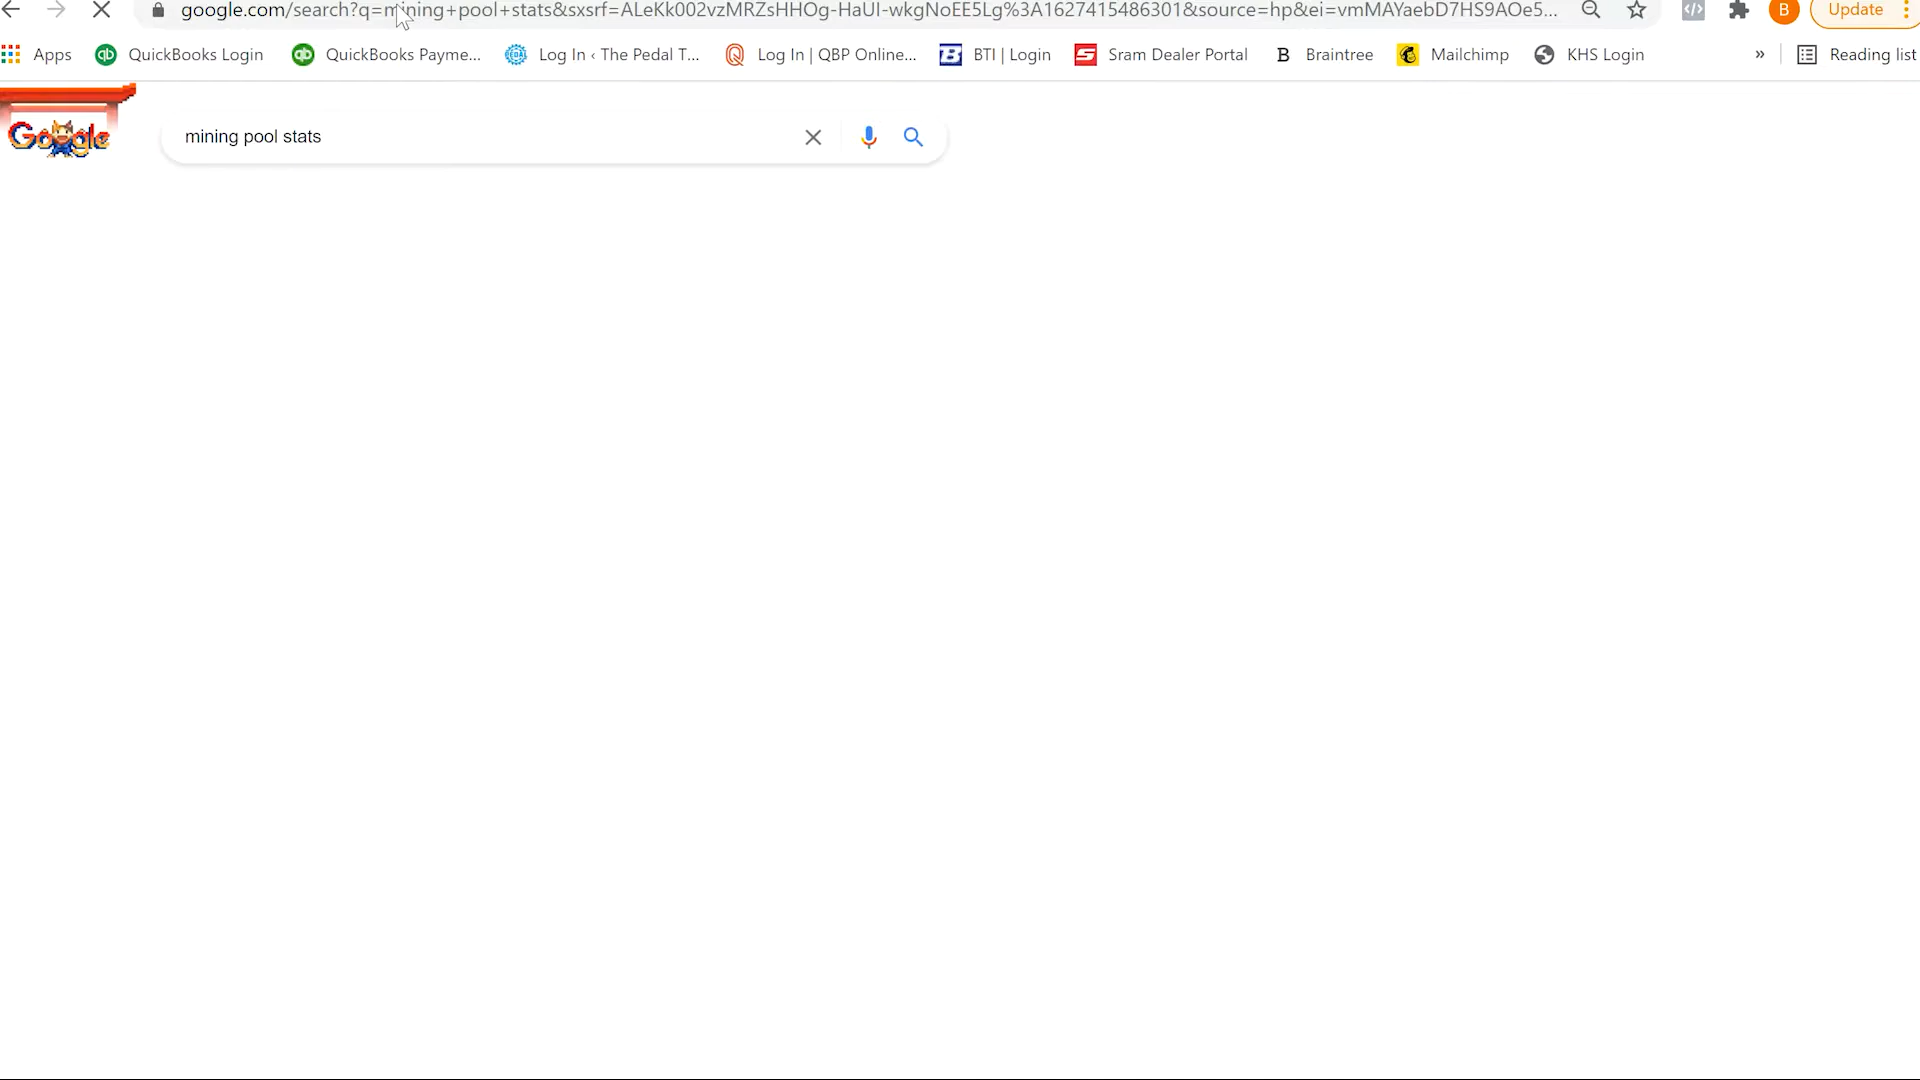 google.com/search?q=mining+pool+stats&sxsrf=ALeKk002vzMRZsHHOg-HaUI-wkgNoEE5Lg%3A1627415486301&source=hp&ei=vmMAYaebD7HS9AOe5... B Update
Apps QuickBooks Login QuickBooks Payme... Log In ‹ The Pedal T... Log In | QBP Online... BTI | Login Sram Dealer Portal B Braintree Mailchimp KHS Login » Reading list
Google mining pool stats